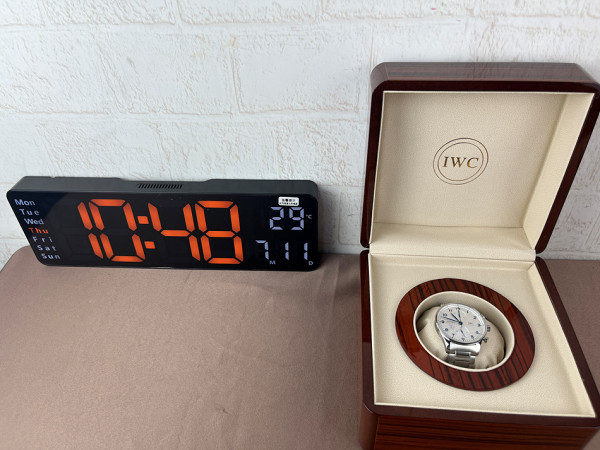 Mon
Tue
Wed
Thu
Fri
Sat
Sun
10:48
29°C
7 11
M D
IWC